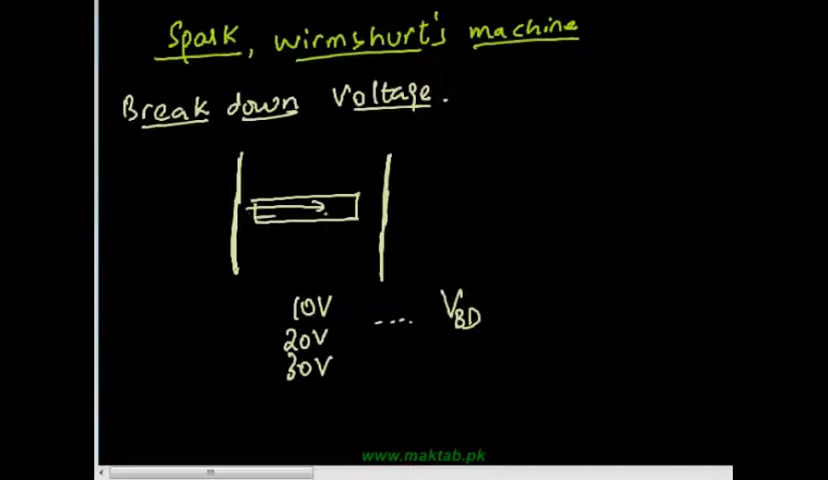 Spark, wirmshurt's machine
Break down Voltage.
10V .... VBD
20V
30V
www.maktab.pk